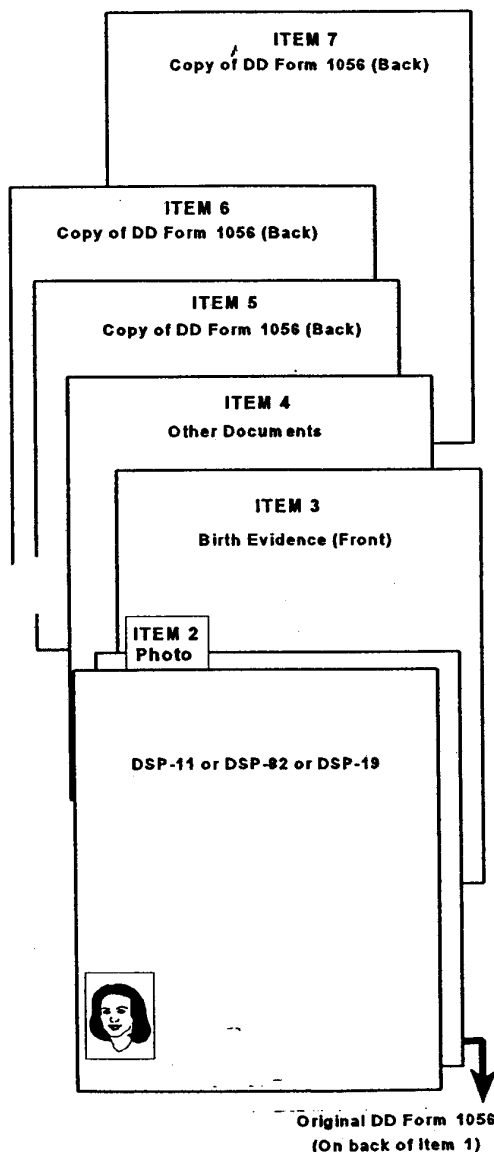 ITEM 7
Copy of DD Form 1056 (Back)
ITEM 6
Copy of DD Form 1056 (Back)
ITEM 5
Copy of DD Form 1056 (Back)
ITEM 4
Other Documents
ITEM 3
Birth Evidence (Front)
ITEM 2
Photo
DSP-11 or DSP-82 or DSP-19
Original DD Form 1056
(On back of item 1)